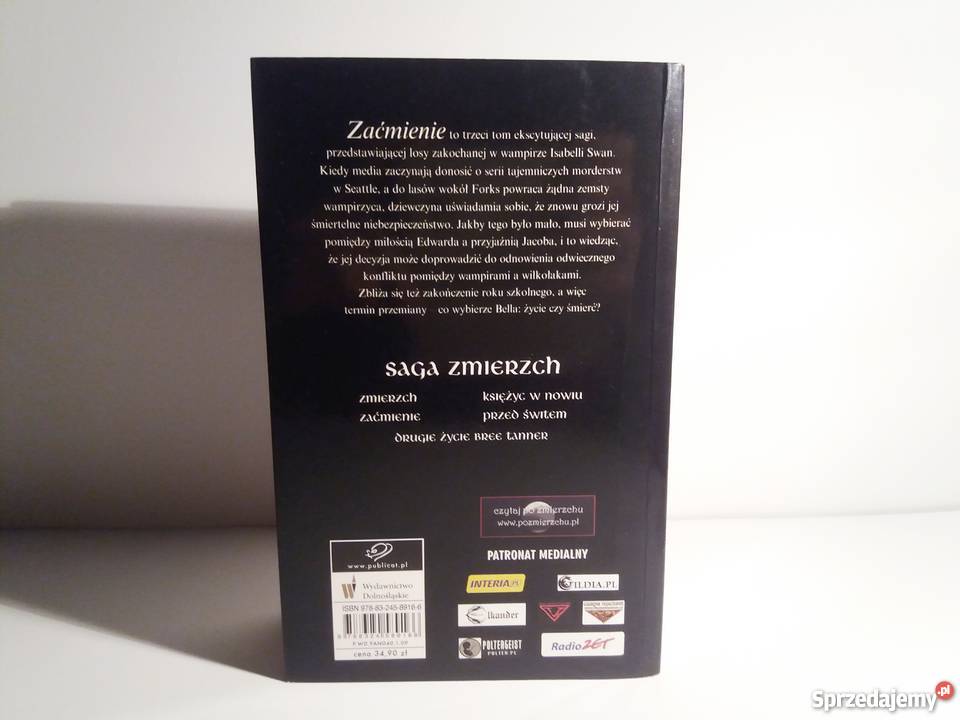 Zaćmienie to trzeci tom ekscytującej sagi,
przedstawiającej losy zakochanej w wampirze Isabelli Swan.
Kiedy media zaczynają donosić o serii tajemniczych morderstw
w Seattle, a do lasów wokół Forks powraca żądna zemsty
wampirzyca, dziewczyna uświadamia sobie, że znowu grozi jej
śmiertelne niebezpieczeństwo. Jakby tego było mało, musi wybierać
pomiędzy miłością Edwarda a przyjaźnią Jacoba, i to wiedząc,
że jej decyzja może doprowadzić do odnowienia odwiecznego
konfliktu pomiędzy wampirami a wilkołakami.
Zbliża się też zakończenie roku szkolnego, a więc
termin przemiany – co wybierze Bella: życie czy śmierć?
SAGA ZMIERZCH
ZMIERZCH KSIĘŻYC W NOWIU
ZAĆMIENIE PRZED ŚWITEM
DRUGIE ŻYCIE BREE TANNER
czytaj po zmierzchu
www.pozmierzchu.pl
PATRONAT MEDIALNY
www.publicat.pl
Wydawnictwo
Dolnośląskie
ISBN 978-83-245-8916-6
cena 34,90 zł
INTERIA.PL GILDIA.PL
Elkander
POLTERGEIST
POLTER.PL
Radio ZET
Sprzedajemy.pl